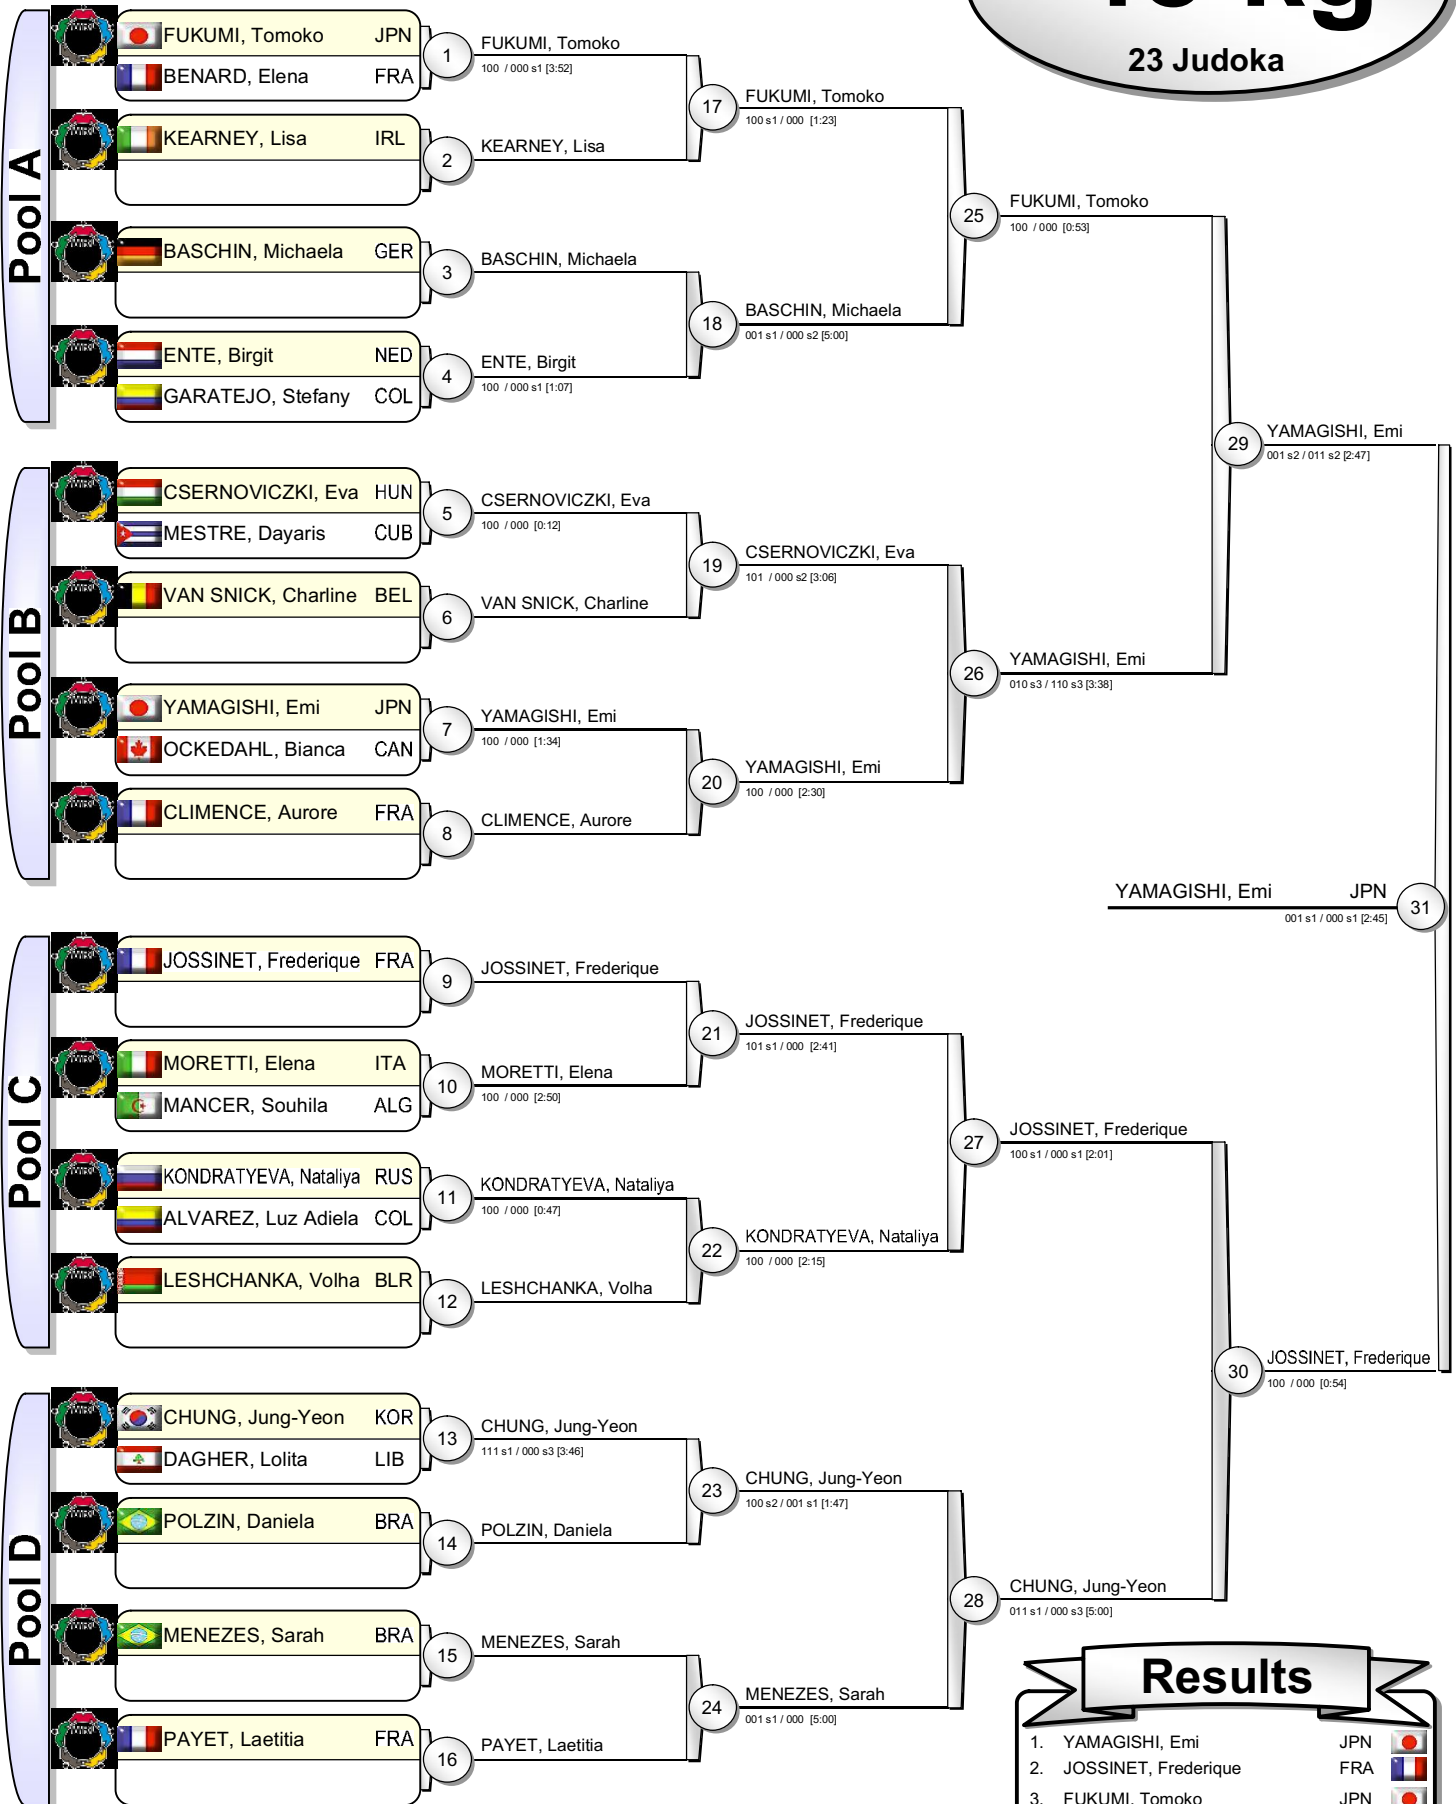 kg
23 Judoka
Pool A
FUKUMI, Tomoko JPN
BENARD, Elena FRA
1
FUKUMI, Tomoko
100 / 000 s1 [3:52]
KEARNEY, Lisa IRL
2
KEARNEY, Lisa
17
FUKUMI, Tomoko
100 s1 / 000 [1:23]
BASCHIN, Michaela GER
3
BASCHIN, Michaela
ENTE, Birgit NED
GARATEJO, Stefany COL
4
ENTE, Birgit
100 / 000 s1 [1:07]
18
BASCHIN, Michaela
001 s1 / 000 s2 [5:00]
25
FUKUMI, Tomoko
100 / 000 [0:53]
Pool B
CSERNOVICZKI, Eva HUN
MESTRE, Dayaris CUB
5
CSERNOVICZKI, Eva
100 / 000 [0:12]
VAN SNICK, Charline BEL
6
VAN SNICK, Charline
19
CSERNOVICZKI, Eva
101 / 000 s2 [3:06]
YAMAGISHI, Emi JPN
OCKEDAHL, Bianca CAN
7
YAMAGISHI, Emi
100 / 000 [1:34]
CLIMENCE, Aurore FRA
8
CLIMENCE, Aurore
20
YAMAGISHI, Emi
100 / 000 [2:30]
26
YAMAGISHI, Emi
010 s3 / 110 s3 [3:38]
29
YAMAGISHI, Emi
001 s2 / 011 s2 [2:47]
YAMAGISHI, Emi JPN
001 s1 / 000 s1 [2:45]
31
Pool C
JOSSINET, Frederique FRA
9
JOSSINET, Frederique
MORETTI, Elena ITA
MANCER, Souhila ALG
10
MORETTI, Elena
100 / 000 [2:50]
21
JOSSINET, Frederique
101 s1 / 000 [2:41]
KONDRATYEVA, Nataliya RUS
ALVAREZ, Luz Adiela COL
11
KONDRATYEVA, Nataliya
100 / 000 [0:47]
LESHCHANKA, Volha BLR
12
LESHCHANKA, Volha
22
KONDRATYEVA, Nataliya
100 / 000 [2:15]
27
JOSSINET, Frederique
100 s1 / 000 s1 [2:01]
Pool D
CHUNG, Jung-Yeon KOR
DAGHER, Lolita LIB
13
CHUNG, Jung-Yeon
111 s1 / 000 s3 [3:46]
POLZIN, Daniela BRA
14
POLZIN, Daniela
23
CHUNG, Jung-Yeon
100 s2 / 001 s1 [1:47]
MENEZES, Sarah BRA
15
MENEZES, Sarah
PAYET, Laetitia FRA
16
PAYET, Laetitia
24
MENEZES, Sarah
001 s1 / 000 [5:00]
28
CHUNG, Jung-Yeon
011 s1 / 000 s3 [5:00]
30
JOSSINET, Frederique
100 / 000 [0:54]
Results
1. YAMAGISHI, Emi JPN
2. JOSSINET, Frederique FRA
3. FUKUMI, Tomoko JPN